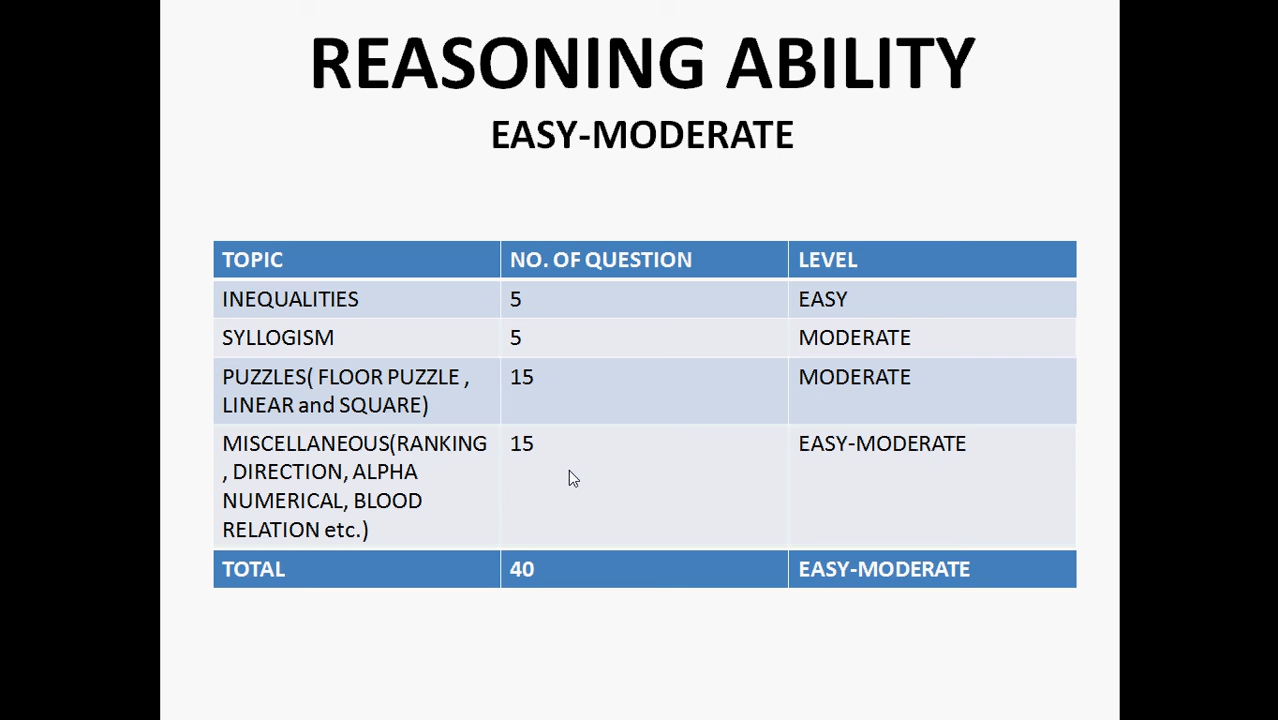 REASONING ABILITY
EASY-MODERATE
TOPIC NO. OF QUESTION LEVEL
INEQUALITIES 5 EASY
SYLLOGISM 5 MODERATE
PUZZLES( FLOOR PUZZLE , 15 MODERATE
LINEAR and SQUARE)
MISCELLANEOUS(RANKING 15 EASY-MODERATE
, DIRECTION, ALPHA
NUMERICAL, BLOOD
RELATION etc.)
TOTAL 40 EASY-MODERATE